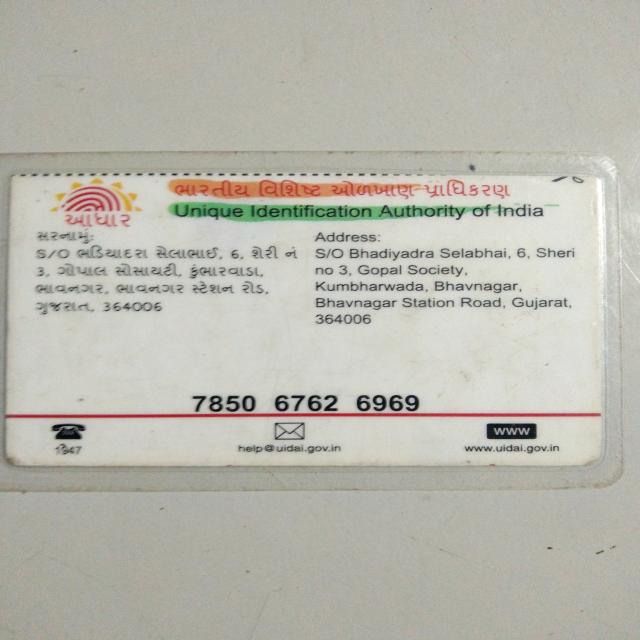 ભારતીય વિશિષ્ટ ઓળખાણ પ્રાધિકરણ
Unique Identification Authority of India
આધાર
સરનામું:
S/O ભડિયાદરા સેલાભાઈ, 6, શેરી નં
3, ગોપાલ સોસાયટી, કુંભારવાડા,
ભાવનગર, ભાવનગર સ્ટેશન રોડ,
ગુજરાત, 364006
Address:
S/O Bhadiyadra Selabhai, 6, Sheri
no 3, Gopal Society,
Kumbharwada, Bhavnagar,
Bhavnagar Station Road, Gujarat,
364006
7850 6762 6969
1947
help@uidai.gov.in
www
www.uidai.gov.in